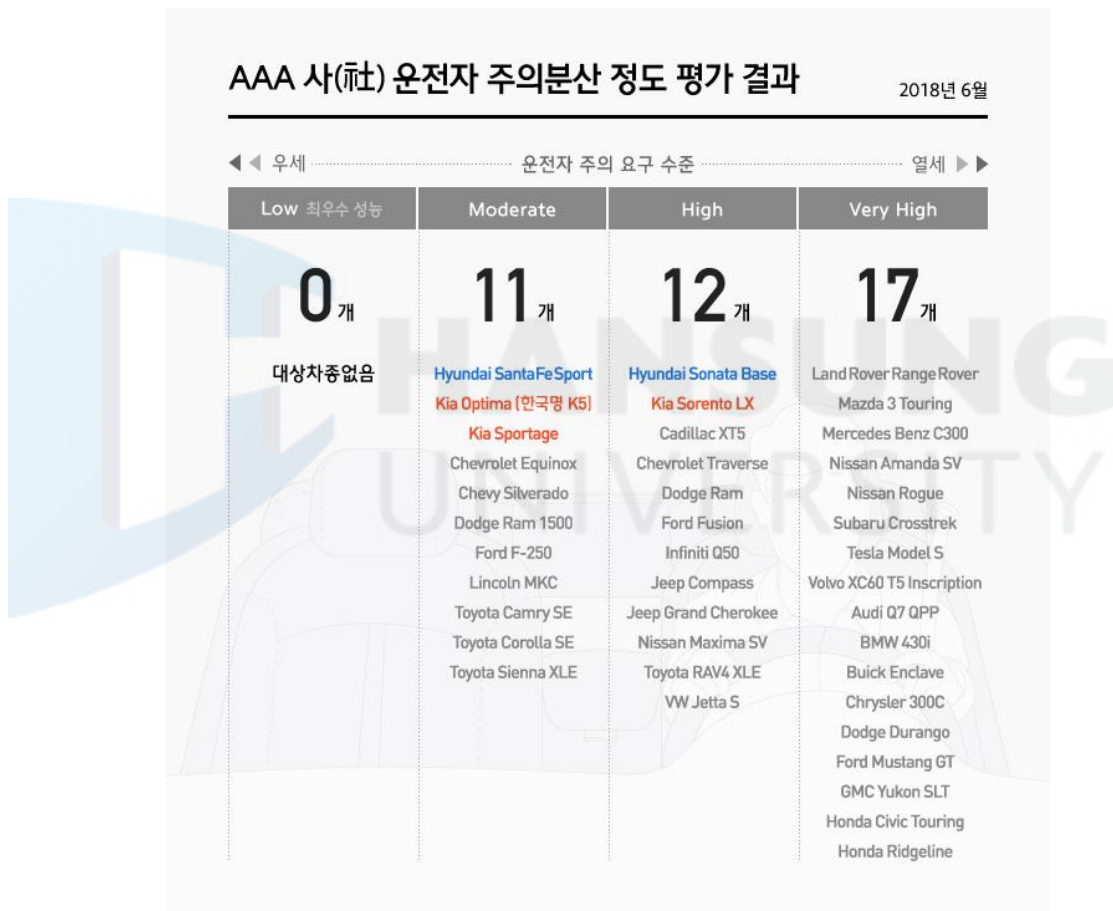 AAA 사(社) 운전자 주의분산 정도 평가 결과
2018년 6월
우세
운전자 주의 요구 수준
열세
Low 최우수 성능
Moderate
High
Very High
0개
11개
12개
17개
대상차종없음
Hyundai SantaFe Sport
Kia Optima (한국명 K5)
Kia Sportage
Chevrolet Equinox
Chevy Silverado
Dodge Ram 1500
Ford F-250
Lincoln MKC
Toyota Camry SE
Toyota Corolla SE
Toyota Sienna XLE
Hyundai Sonata Base
Kia Sorento LX
Cadillac XT5
Chevrolet Traverse
Dodge Ram
Ford Fusion
Infiniti Q50
Jeep Compass
Jeep Grand Cherokee
Nissan Maxima SV
Toyota RAV4 XLE
VW Jetta S
Land Rover Range Rover
Mazda 3 Touring
Mercedes Benz C300
Nissan Amanda SV
Nissan Rogue
Subaru Crosstrek
Tesla Model S
Volvo XC60 T5 Inscription
Audi Q7 QPP
BMW 430i
Buick Enclave
Chrysler 300C
Dodge Durango
Ford Mustang GT
GMC Yukon SLT
Honda Civic Touring
Honda Ridgeline
HANSUNG
UNIVERSITY